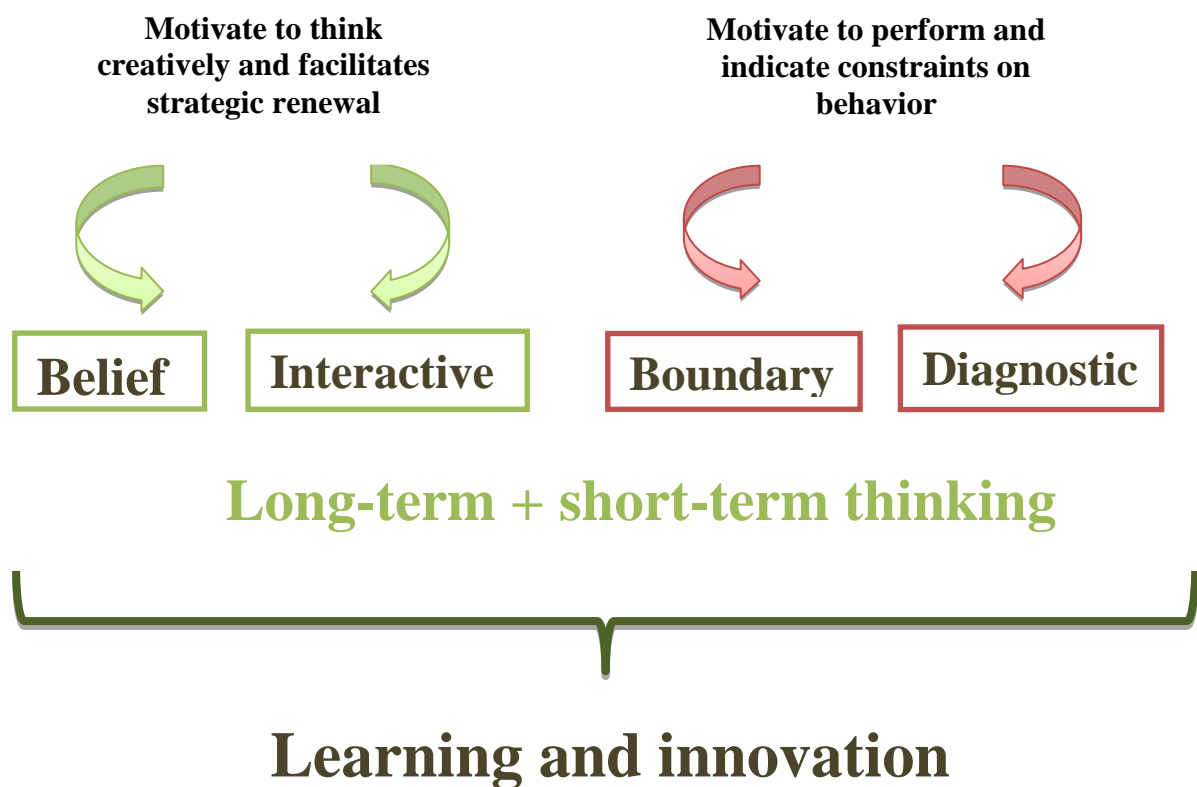 Motivate to think
creatively and facilitates
strategic renewal
Motivate to perform and
indicate constraints on
behavior
Belief
Interactive
Boundary
Diagnostic
Long-term + short-term thinking
Learning and innovation